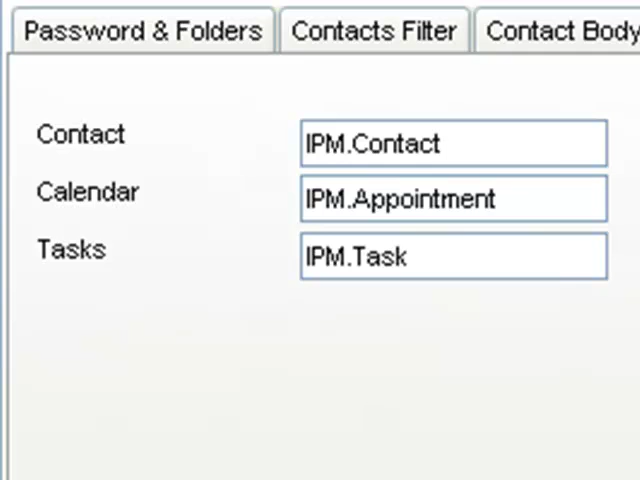 Password & Folders Contacts Filter Contact Body
Contact IPM.Contact
Calendar IPM.Appointment
Tasks IPM.Task